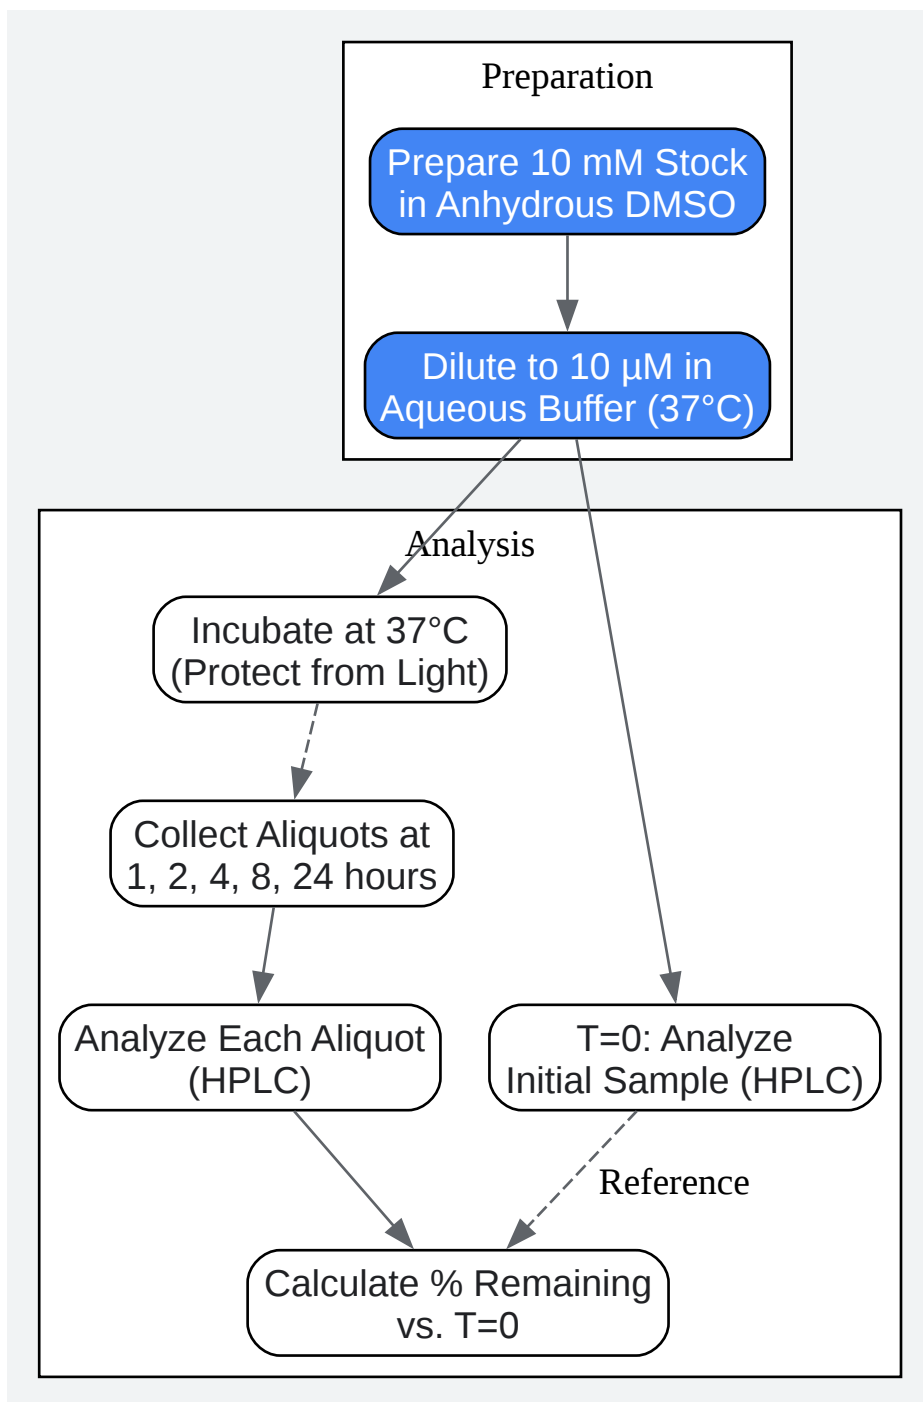 Preparation
Prepare 10 mM Stock
in Anhydrous DMSO
Dilute to 10 µM in
Aqueous Buffer (37°C)
Analysis
Incubate at 37°C
(Protect from Light)
Collect Aliquots at
1, 2, 4, 8, 24 hours
Analyze Each Aliquot
(HPLC)
T=0: Analyze
Initial Sample (HPLC)
Reference
Calculate % Remaining
vs. T=0